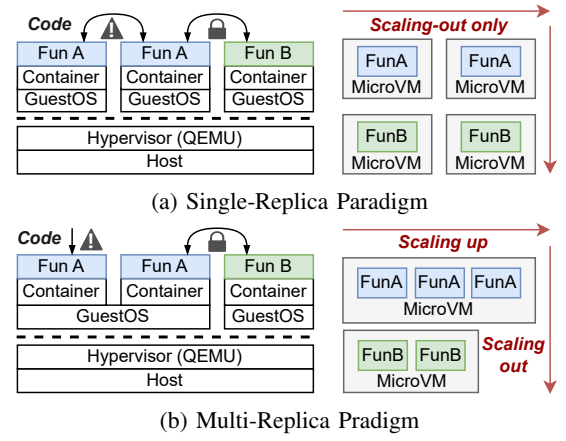 Code
Fun A Fun A Fun B
Container Container Container
GuestOS GuestOS GuestOS
Hypervisor (QEMU)
Host
Scaling-out only
FunA FunA
MicroVM MicroVM
FunB FunB
MicroVM MicroVM
(a) Single-Replica Paradigm
Code
Fun A Fun A Fun B
Container Container Container
GuestOS GuestOS
Hypervisor (QEMU)
Host
Scaling up
FunA FunA FunA
MicroVM
FunB FunB
MicroVM
Scaling
out
(b) Multi-Replica Pradigm